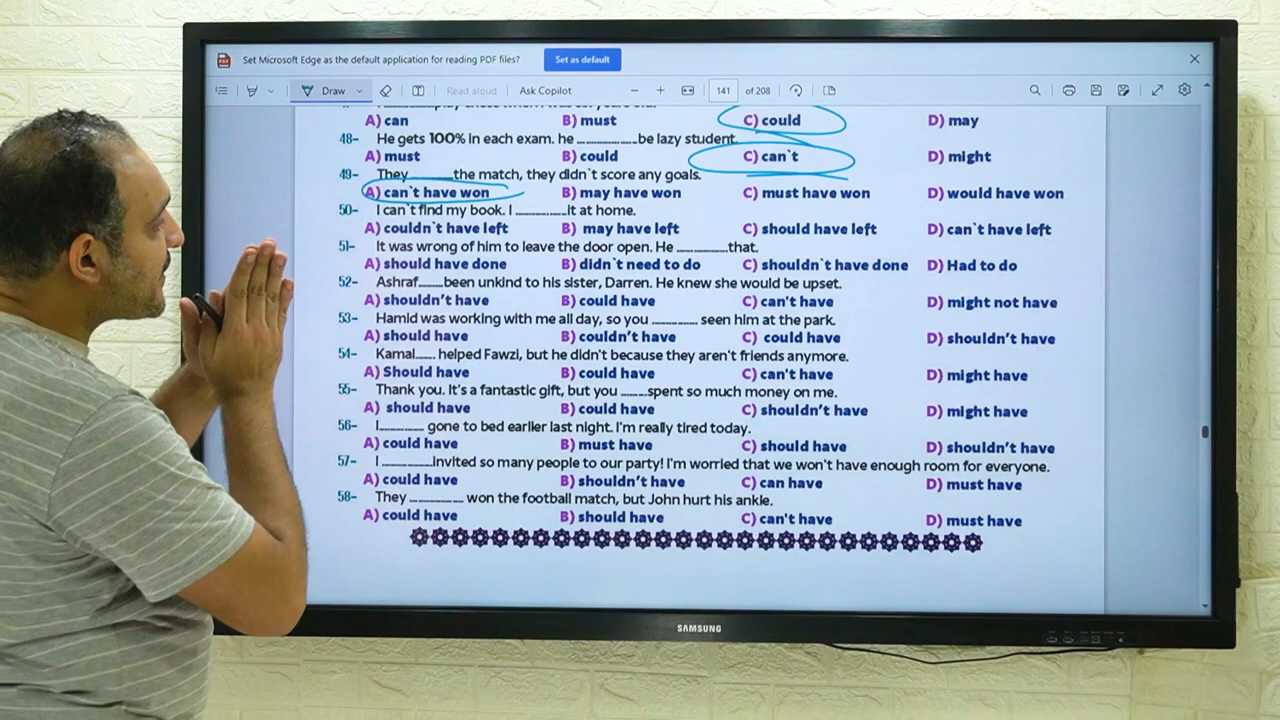 Set Microsoft Edge as the default application for reading PDF files? Set as default
Draw Read aloud Ask Copilot 141 of 208
A) can B) must C) could D) may
48- He gets 100% in each exam. he ................be lazy student.
A) must B) could C) can`t D) might
49- They ............the match, they didn`t score any goals.
A) can`t have won B) may have won C) must have won D) would have won
50- I can`t find my book. I ..............It at home.
A) couldn`t have left B) may have left C) should have left D) can`t have left
51- It was wrong of him to leave the door open. He ..............that.
A) should have done B) didn`t need to do C) shouldn`t have done D) Had to do
52- Ashraf.......been unkind to his sister, Darren. He knew she would be upset.
A) shouldn't have B) could have C) can't have D) might not have
53- Hamid was working with me all day, so you ............ seen him at the park.
A) should have B) couldn't have C) could have D) shouldn't have
54- Kamal...... helped Fawzi, but he didn't because they aren't friends anymore.
A) Should have B) could have C) can't have D) might have
55- Thank you. It's a fantastic gift, but you .......spent so much money on me.
A) should have B) could have C) shouldn't have D) might have
56- I............ gone to bed earlier last night. I'm really tired today.
A) could have B) must have C) should have D) shouldn't have
57- I ..............invited so many people to our party! I'm worried that we won't have enough room for everyone.
A) could have B) shouldn't have C) can have D) must have
58- They .............. won the football match, but John hurt his ankle.
A) could have B) should have C) can't have D) must have
SAMSUNG